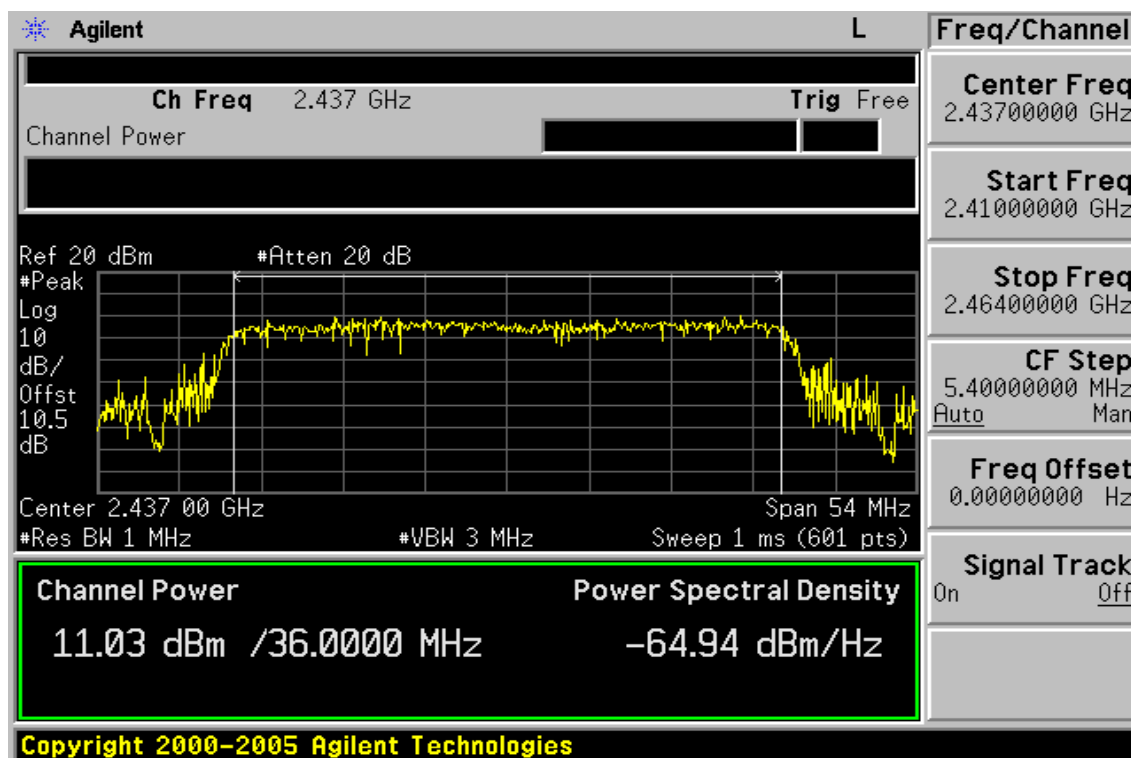 Agilent L Freq/Channel
Ch Freq 2.437 GHz Trig Free
Channel Power
Center Freq
2.43700000 GHz
Start Freq
2.41000000 GHz
Stop Freq
2.46400000 GHz
CF Step
5.40000000 MHz
Auto Man
Freq Offset
0.00000000 Hz
Signal Track
On Off
Ref 20 dBm #Atten 20 dB
#Peak
Log
10
dB/
Offst
10.5
dB
Center 2.437 00 GHz Span 54 MHz
#Res BW 1 MHz #VBW 3 MHz Sweep 1 ms (601 pts)
Channel Power Power Spectral Density
11.03 dBm /36.0000 MHz -64.94 dBm/Hz
Copyright 2000-2005 Agilent Technologies